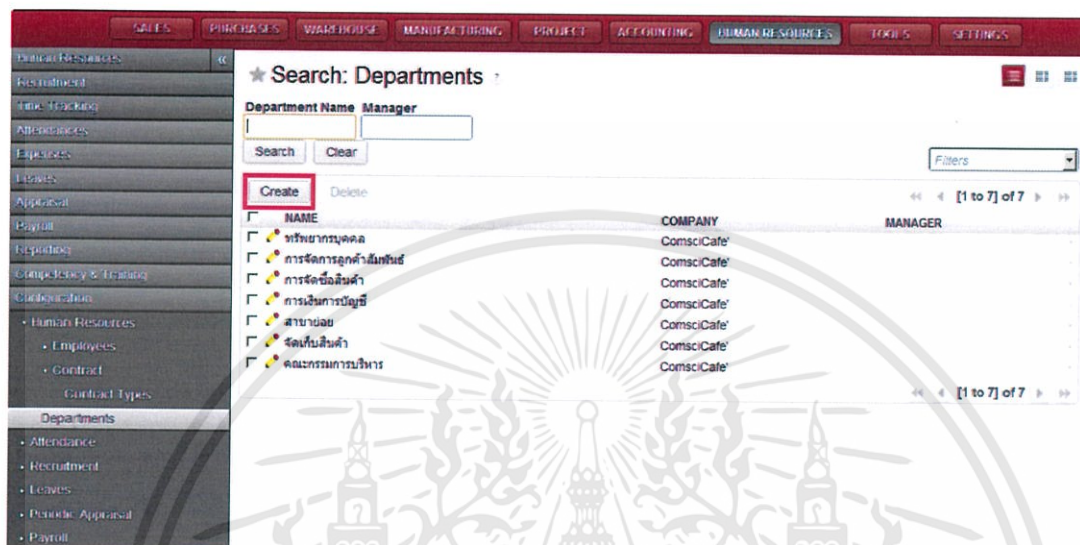 SALES PURCHASES WAREHOUSE MANUFACTURING PROJECT ACCOUNTING HUMAN RESOURCES TOOLS SETTINGS
Human Resources
Recruitment
Time Tracking
Attendances
Expenses
Leaves
Appraisal
Payroll
Reporting
Competency & Training
Configuration
Human Resources
Employees
Contract
Contract Types
Departments
Attendance
Recruitment
Leaves
Periodic Appraisal
Payroll
Search: Departments ?
Department Name Manager
Search Clear
Filters
Create Delete
[1 to 7] of 7
NAME COMPANY MANAGER
ทรัพยากรบุคคล ComsciCafe'
การจัดการลูกค้าสัมพันธ์ ComsciCafe'
การจัดซื้อสินค้า ComsciCafe'
การเงินการบัญชี ComsciCafe'
สาขาย่อย ComsciCafe'
จัดเก็บสินค้า ComsciCafe'
คณะกรรมการบริหาร ComsciCafe'
[1 to 7] of 7